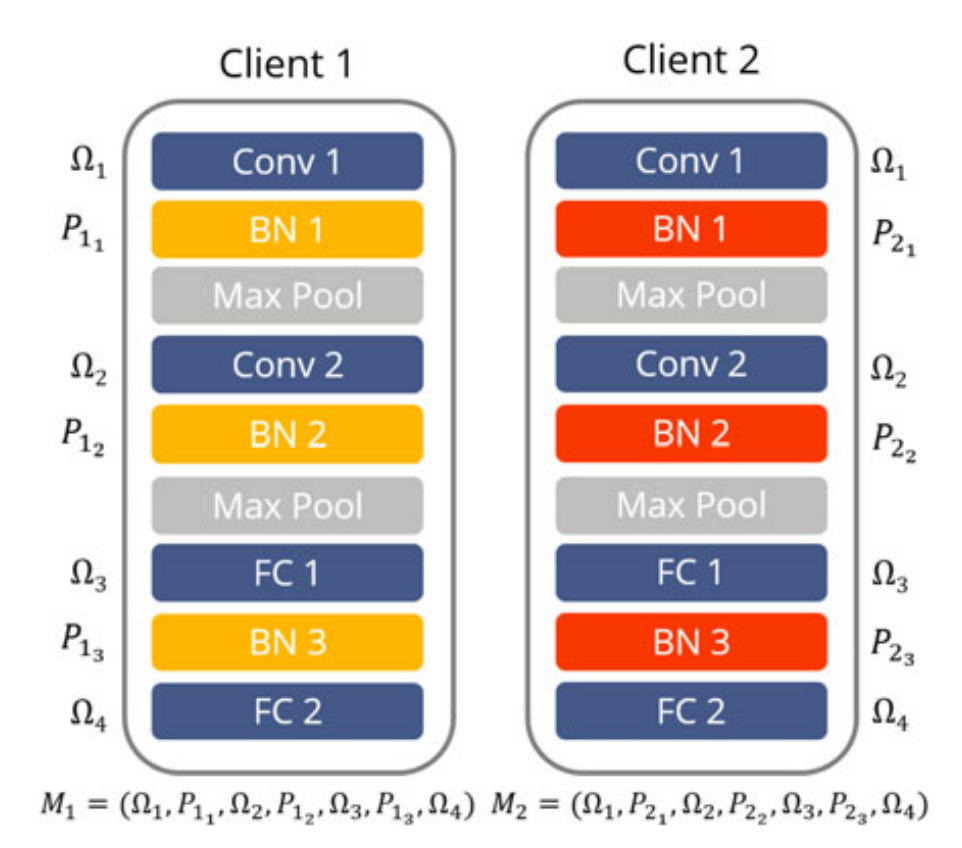 Client 1 Client 2
Ω₁ Conv 1 Conv 1 Ω₁
P₁₁ BN 1 BN 1 P₂₁
Max Pool Max Pool
Ω₂ Conv 2 Conv 2 Ω₂
P₁₂ BN 2 BN 2 P₂₂
Max Pool Max Pool
Ω₃ FC 1 FC 1 Ω₃
P₁₃ BN 3 BN 3 P₂₃
Ω₄ FC 2 FC 2 Ω₄
M₁ = (Ω₁, P₁₁, Ω₂, P₁₂, Ω₃, P₁₃, Ω₄) M₂ = (Ω₁, P₂₁, Ω₂, P₂₂, Ω₃, P₂₃, Ω₄)